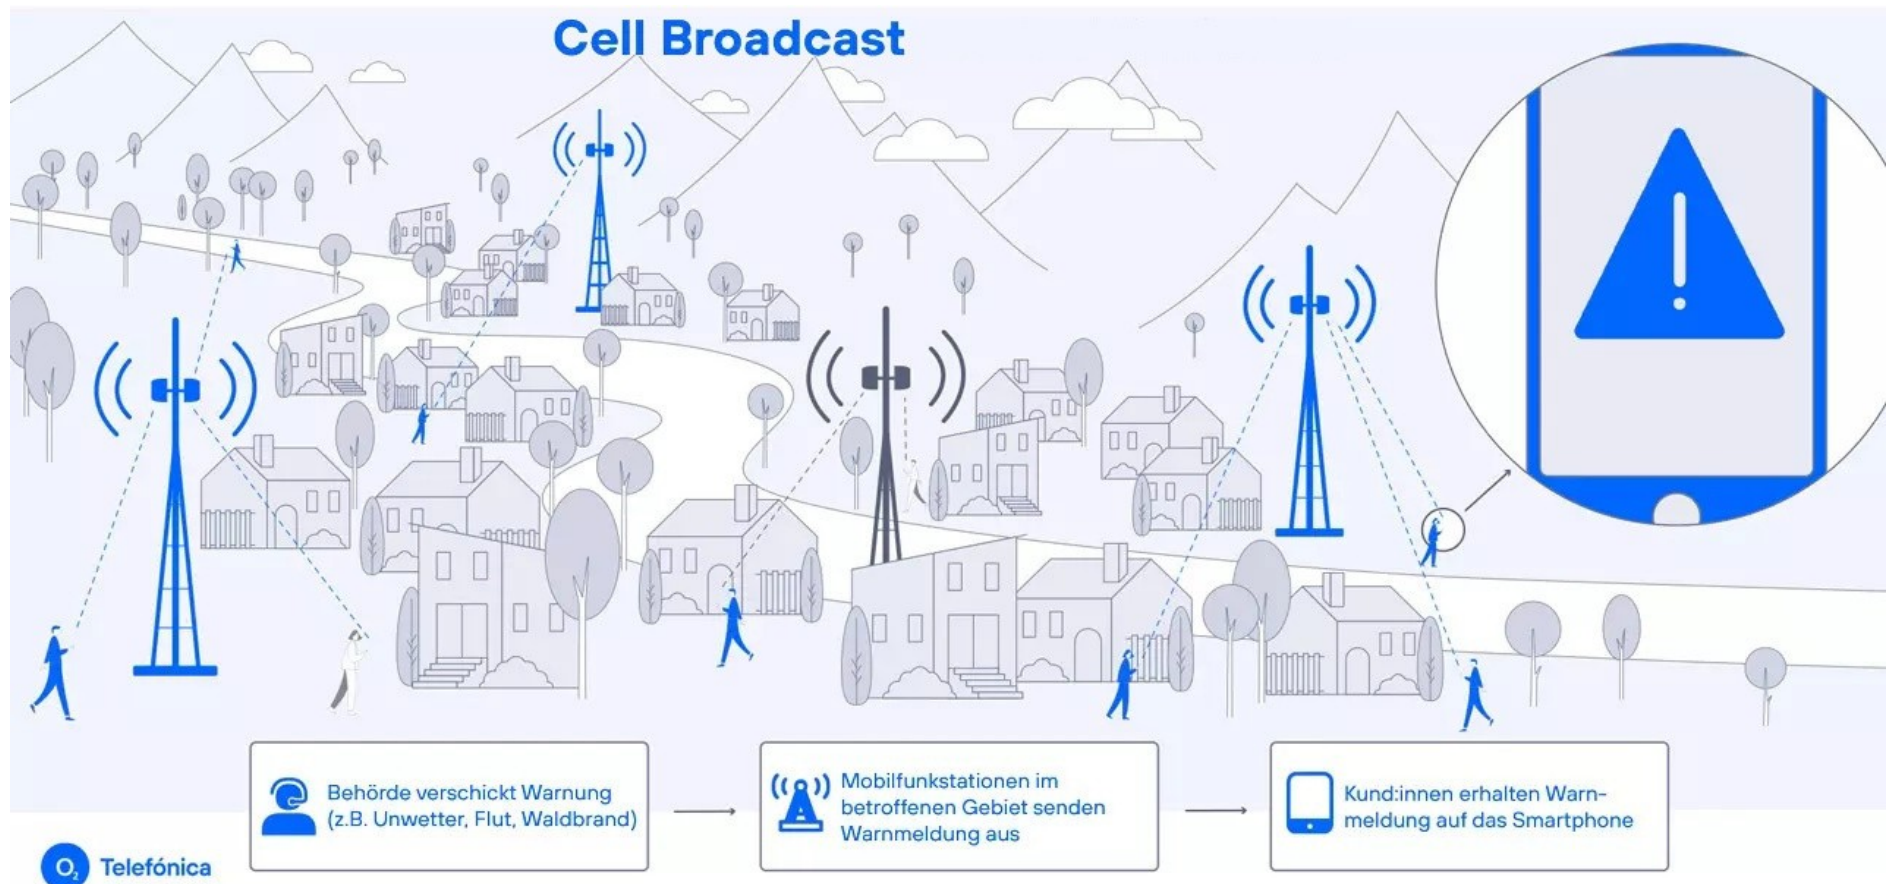 Cell Broadcast
Behörde verschickt Warnung
(z.B. Unwetter, Flut, Waldbrand)
Mobilfunkstationen im
betroffenen Gebiet senden
Warnmeldung aus
Kund:innen erhalten Warn-
meldung auf das Smartphone
O₂ Telefónica